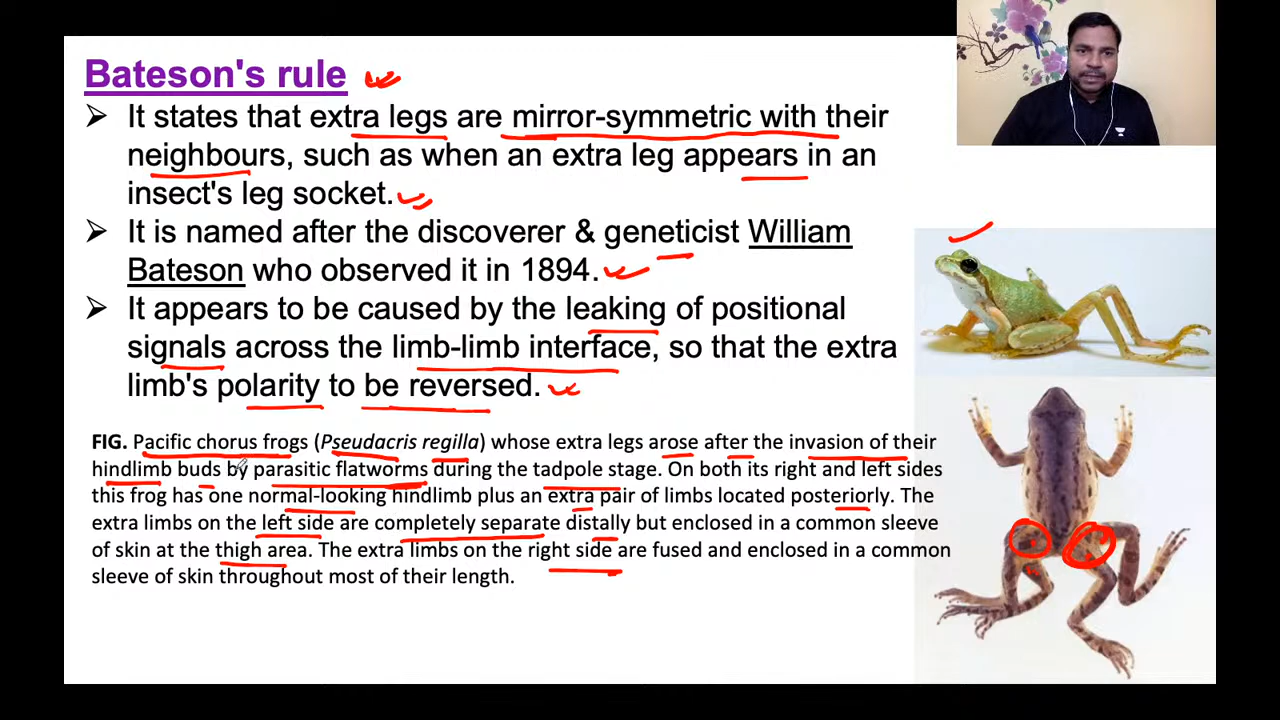 Bateson's rule
➢ It states that extra legs are mirror-symmetric with their
neighbours, such as when an extra leg appears in an
insect's leg socket.
➢ It is named after the discoverer & geneticist William
Bateson who observed it in 1894.
➢ It appears to be caused by the leaking of positional
signals across the limb-limb interface, so that the extra
limb's polarity to be reversed.
FIG. Pacific chorus frogs (Pseudacris regilla) whose extra legs arose after the invasion of their
hindlimb buds by parasitic flatworms during the tadpole stage. On both its right and left sides
this frog has one normal-looking hindlimb plus an extra pair of limbs located posteriorly. The
extra limbs on the left side are completely separate distally but enclosed in a common sleeve
of skin at the thigh area. The extra limbs on the right side are fused and enclosed in a common
sleeve of skin throughout most of their length.